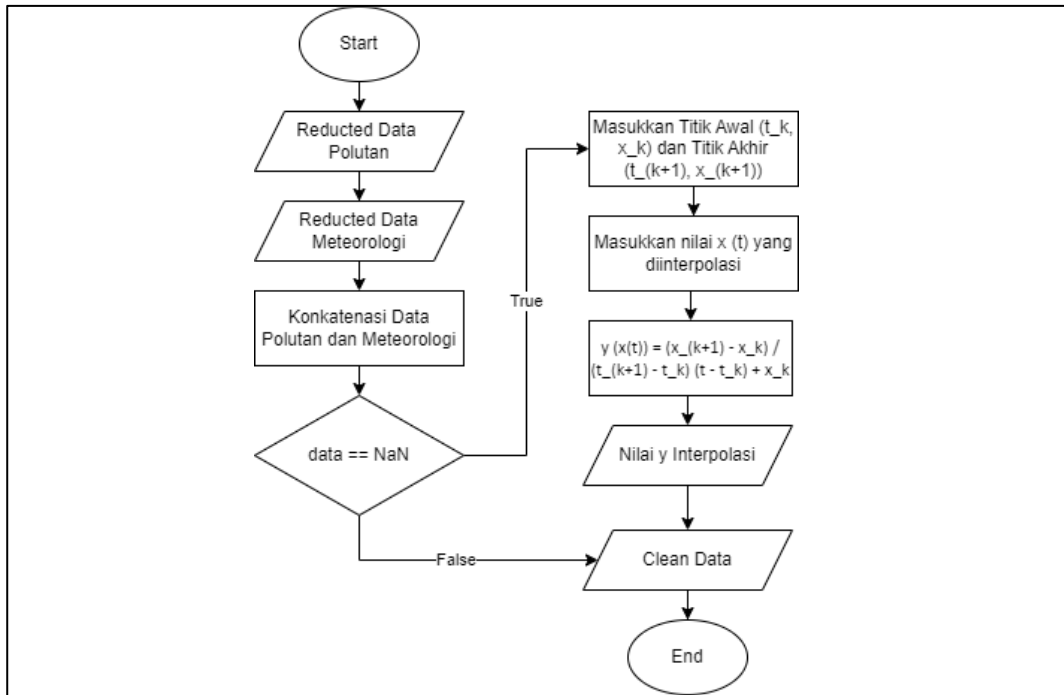 Start
Reducted Data
Polutan
Reducted Data
Meteorologi
Konkatenasi Data
Polutan dan Meteorologi
data == NaN
True
False
Masukkan Titik Awal (t_k,
x_k) dan Titik Akhir
(t_(k+1), x_(k+1))
Masukkan nilai x (t) yang
diinterpolasi
y (x(t)) = (x_(k+1) - x_k) /
(t_(k+1) - t_k) (t - t_k) + x_k
Nilai y Interpolasi
Clean Data
End